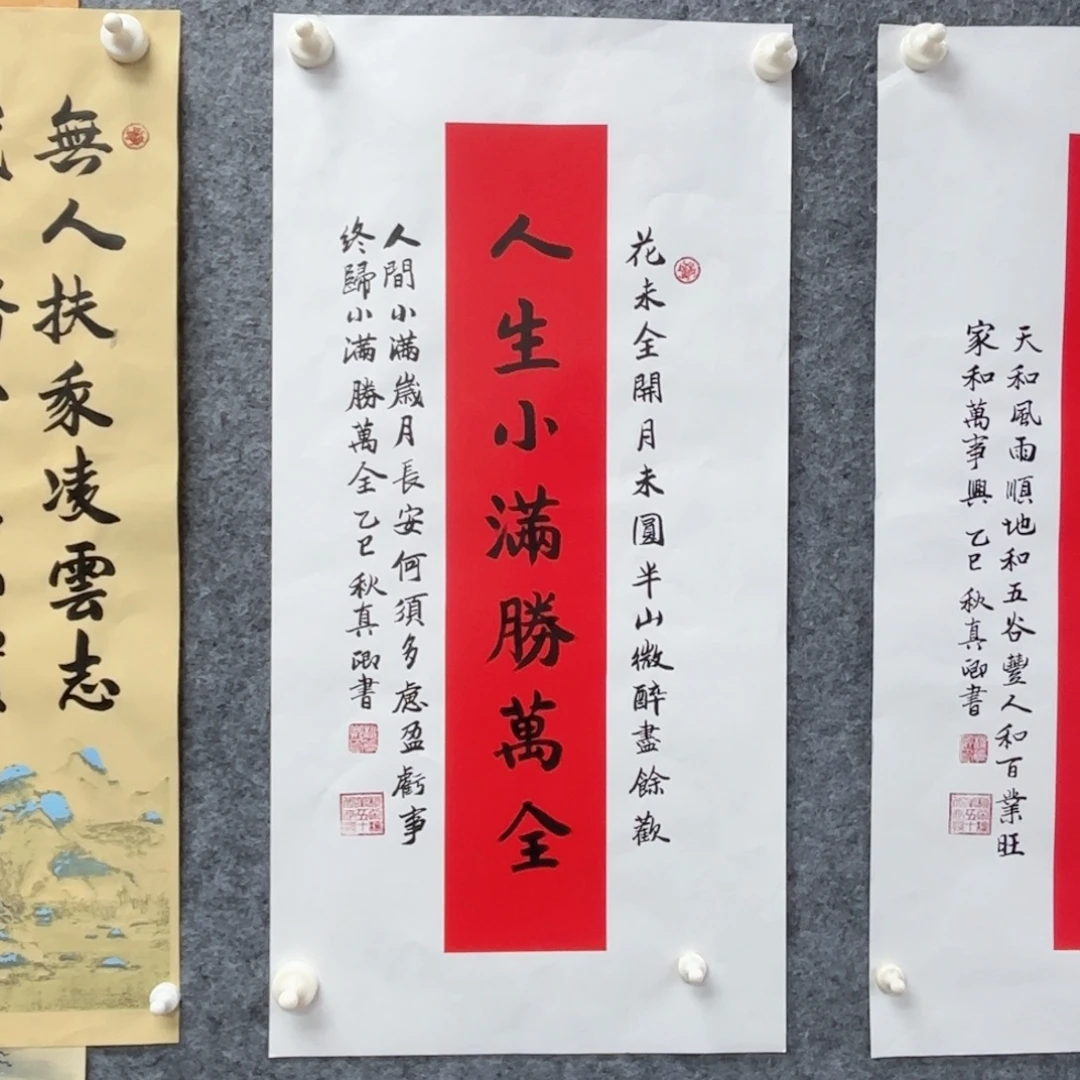 天和風雨順地和五谷豐人和百業旺
家和萬事興 乙巳 秋真卿書
花未全開月未圓半山微醉盡餘歡
人生小滿勝萬全
人間小滿歲月長安何須多慮盈虧事
終歸小滿勝萬全乙巳秋真卿書
無人扶我凌雲志